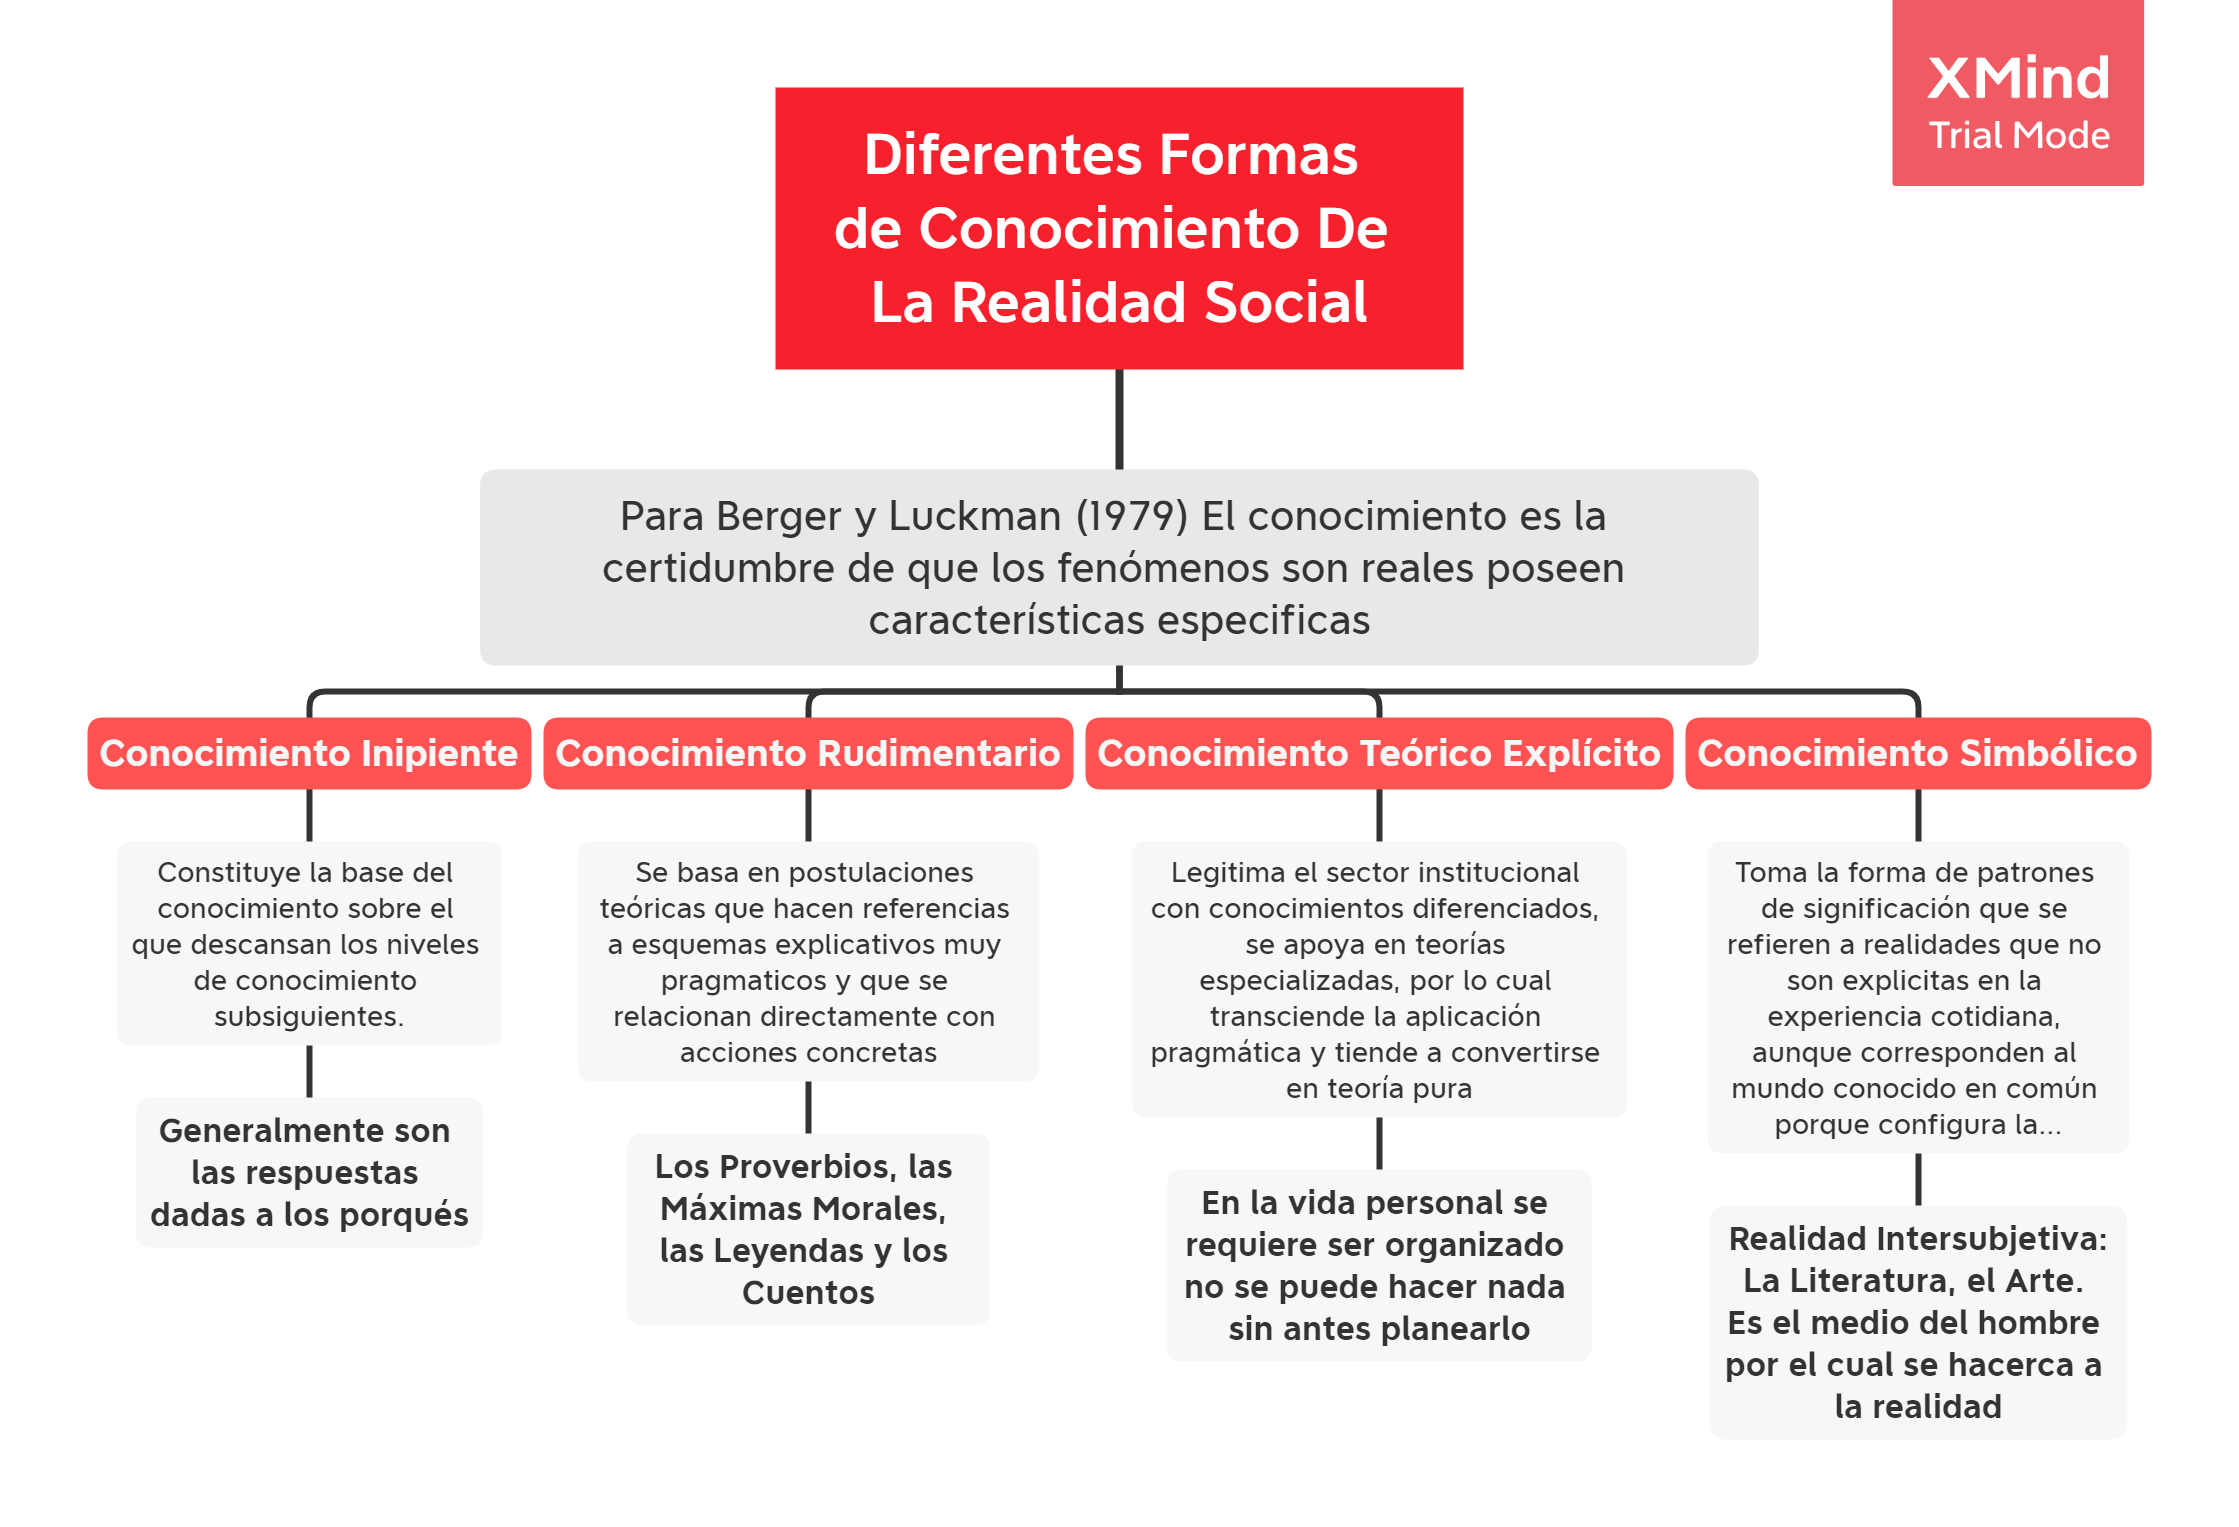 XMind
Trial Mode
Diferentes Formas
de Conocimiento De
La Realidad Social
Para Berger y Luckman (1979) El conocimiento es la
certidumbre de que los fenómenos son reales poseen
características especificas
Conocimiento Inipiente
Constituye la base del
conocimiento sobre el
que descansan los niveles
de conocimiento
subsiguientes.
Generalmente son
las respuestas
dadas a los porqués
Conocimiento Rudimentario
Se basa en postulaciones
teóricas que hacen referencias
a esquemas explicativos muy
pragmaticos y que se
relacionan directamente con
acciones concretas
Los Proverbios, las
Máximas Morales,
las Leyendas y los
Cuentos
Conocimiento Teórico Explícito
Legitima el sector institucional
con conocimientos diferenciados,
se apoya en teorías
especializadas, por lo cual
transciende la aplicación
pragmática y tiende a convertirse
en teoría pura
En la vida personal se
requiere ser organizado
no se puede hacer nada
sin antes planearlo
Conocimiento Simbólico
Toma la forma de patrones
de significación que se
refieren a realidades que no
son explicitas en la
experiencia cotidiana,
aunque corresponden al
mundo conocido en común
porque configura la...
Realidad Intersubjetiva:
La Literatura, el Arte.
Es el medio del hombre
por el cual se hacerca a
la realidad